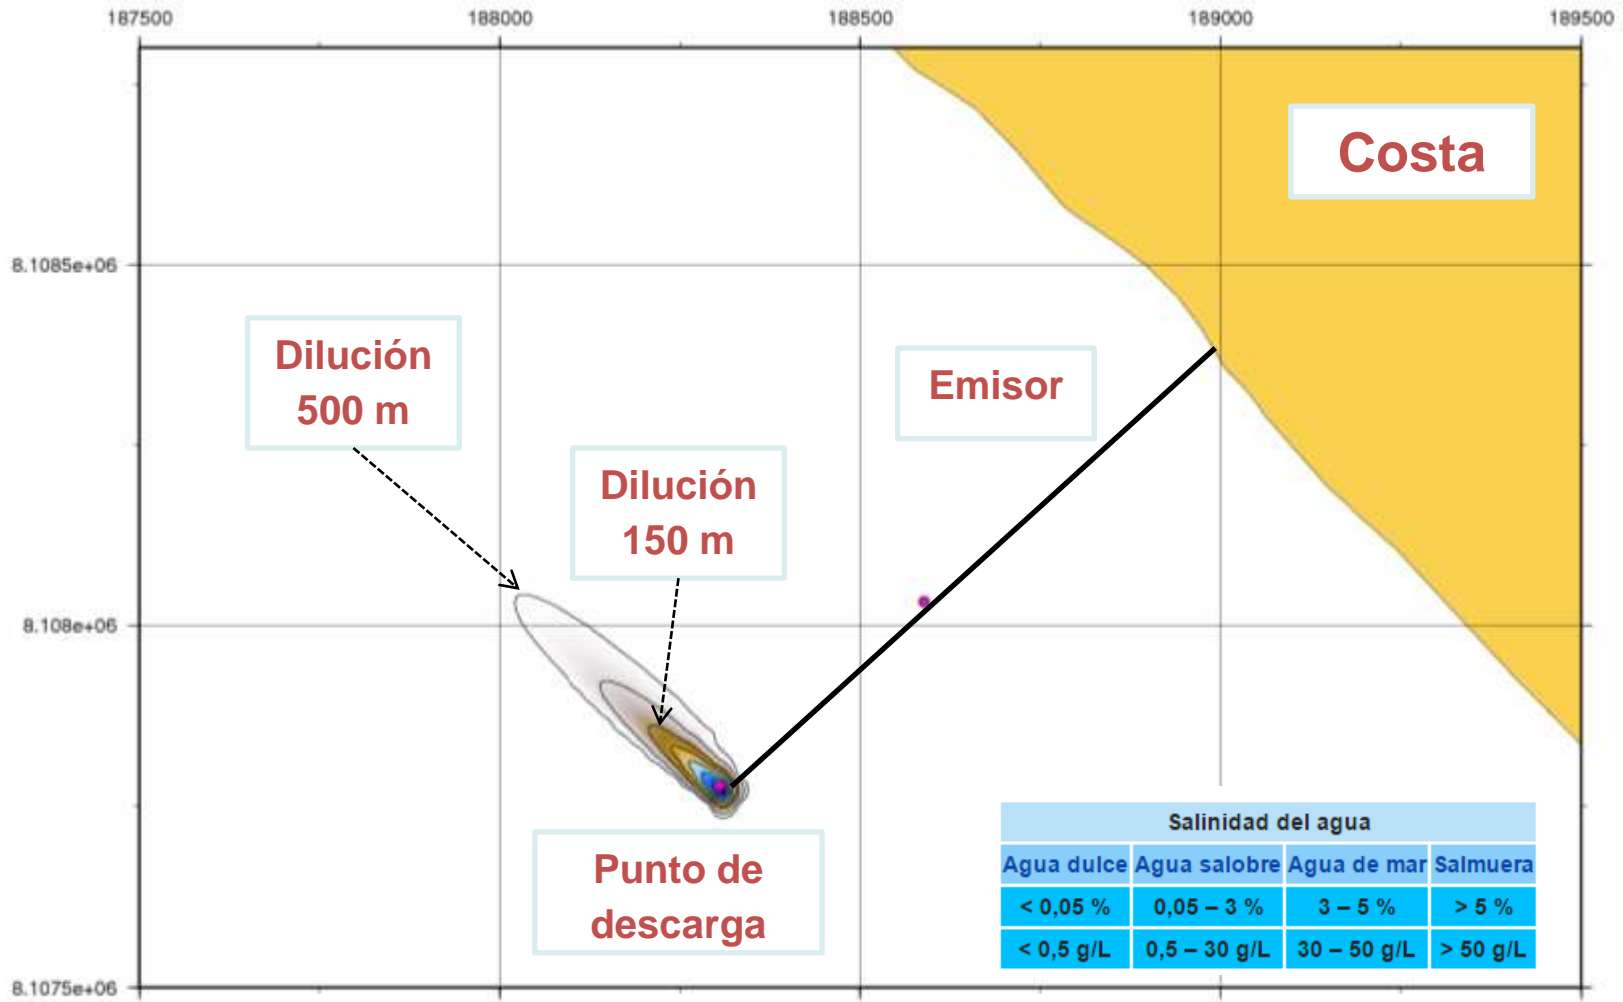 187500 188000 188500 189000 189500
Costa
8.1085e+06
Dilución
500 m
Emisor
Dilución
150 m
8.108e+06
Punto de
descarga
Salinidad del agua
Agua dulce Agua salobre Agua de mar Salmuera
< 0,05 % 0,05 – 3 % 3 – 5 % > 5 %
< 0,5 g/L 0,5 – 30 g/L 30 – 50 g/L > 50 g/L
8.1075e+06